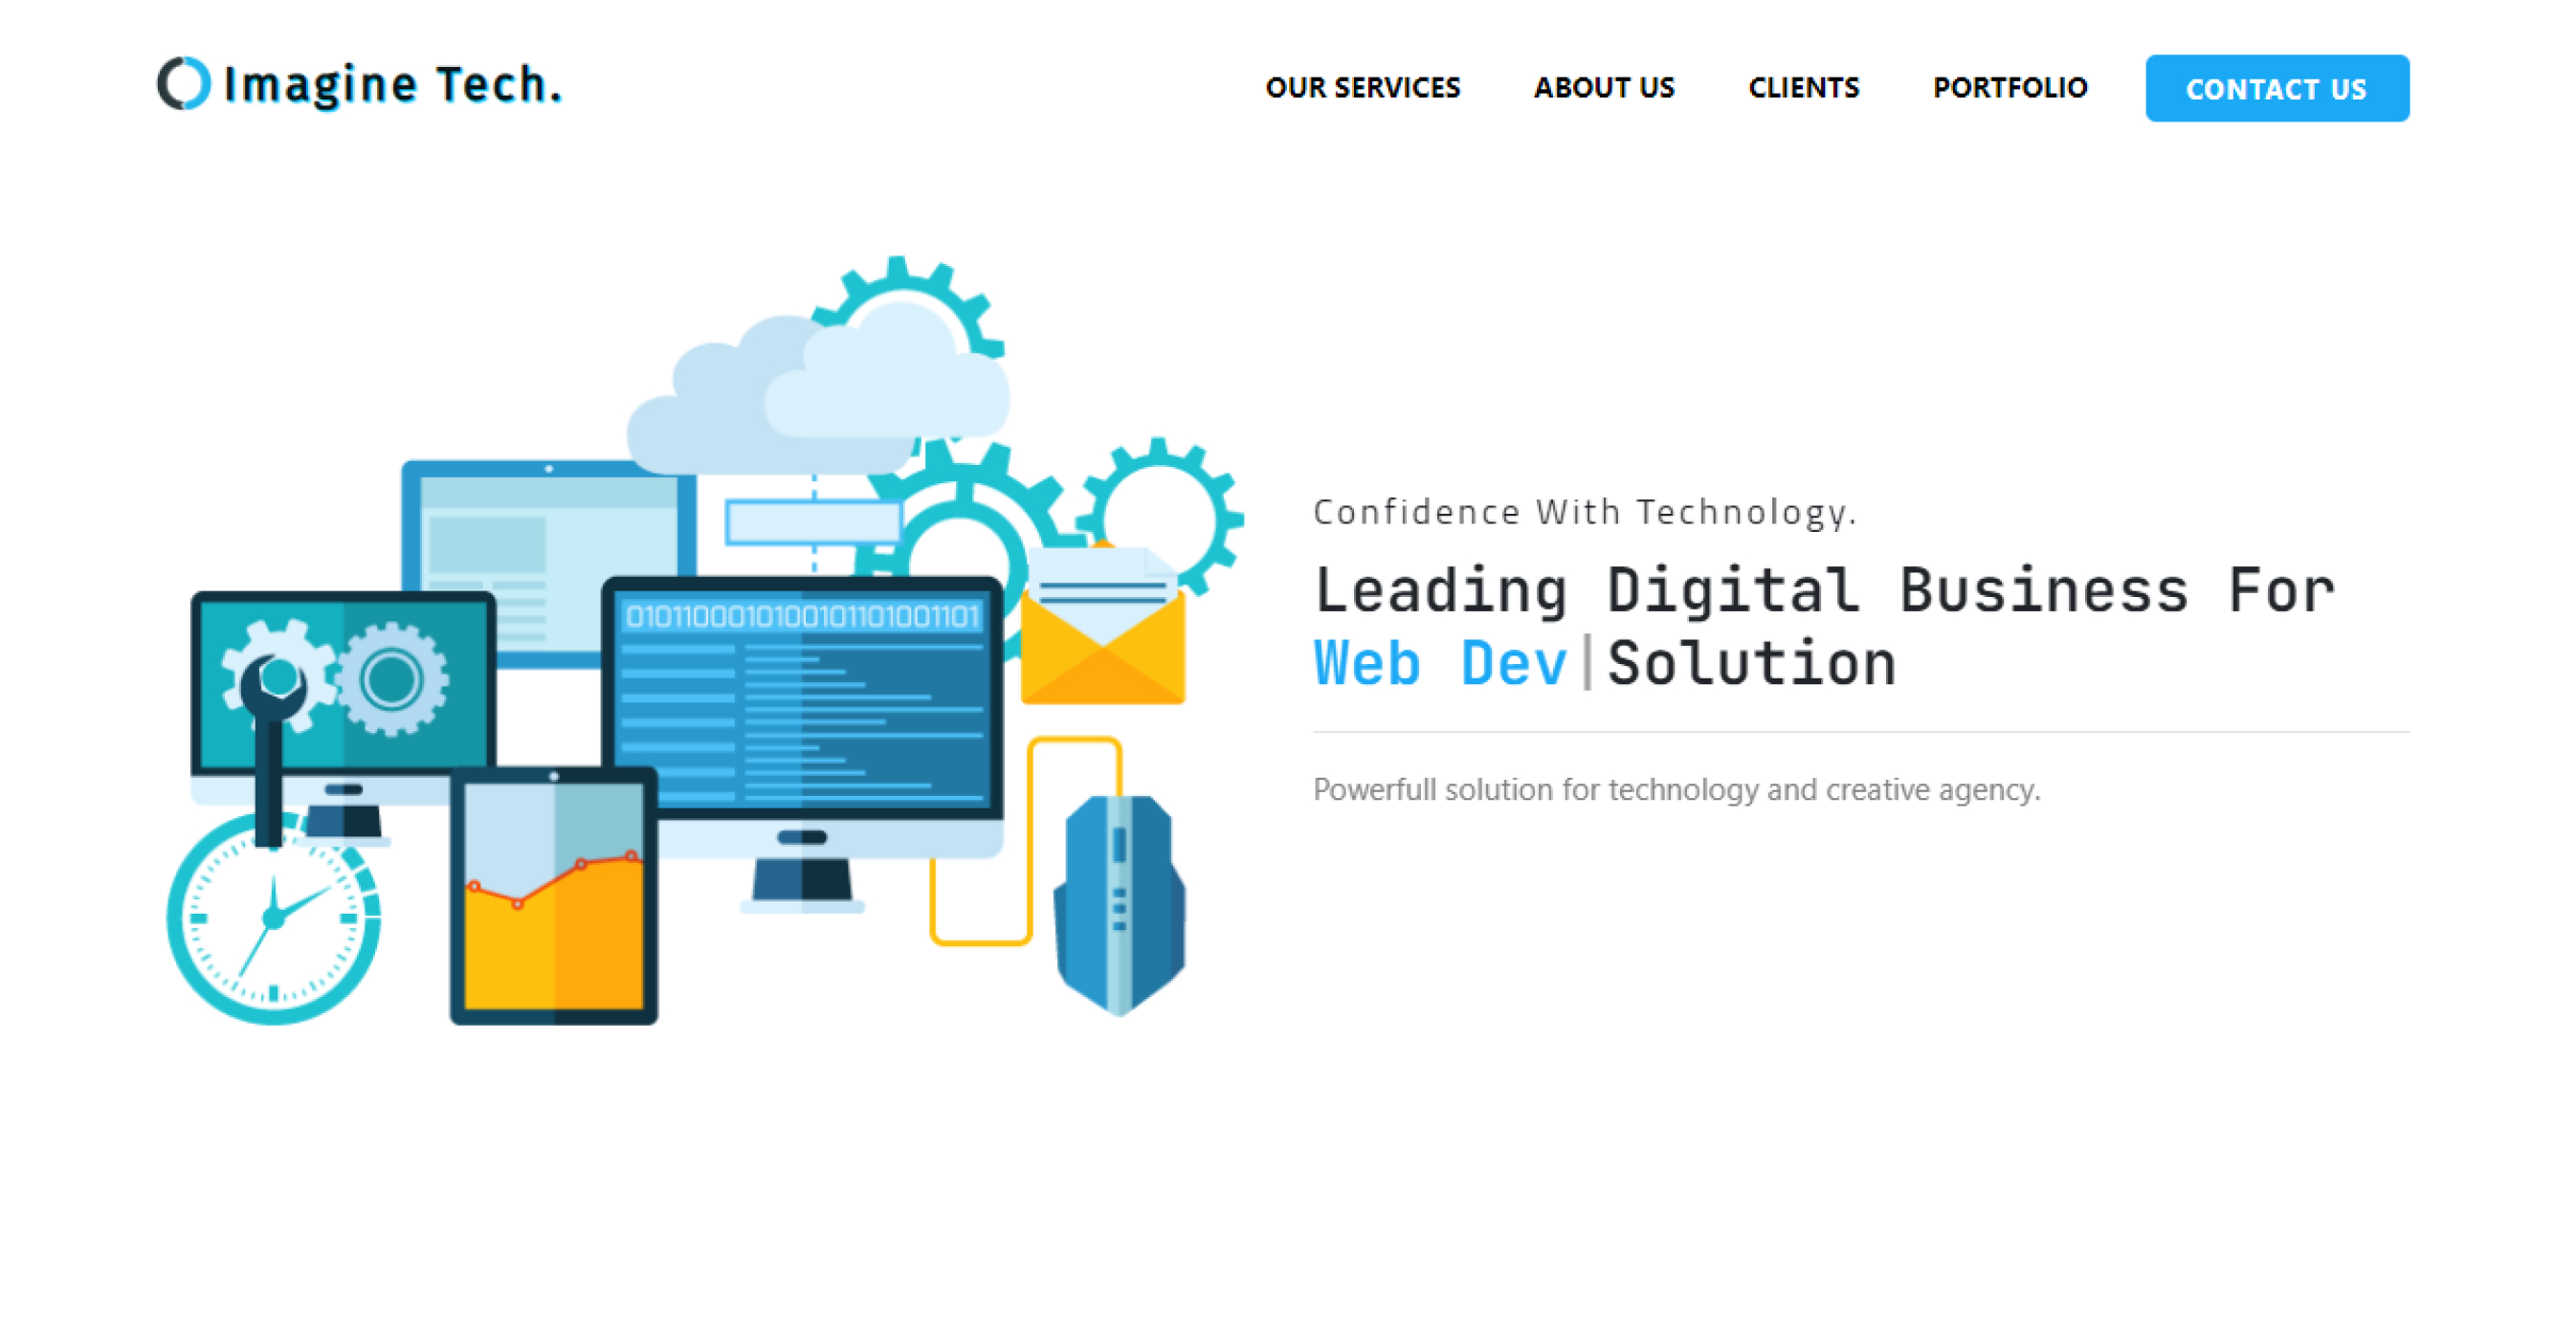 Imagine Tech.
OUR SERVICES ABOUT US CLIENTS PORTFOLIO CONTACT US
0101100010100101101001101
Confidence With Technology.
Leading Digital Business For
Web Dev|Solution
Powerfull solution for technology and creative agency.